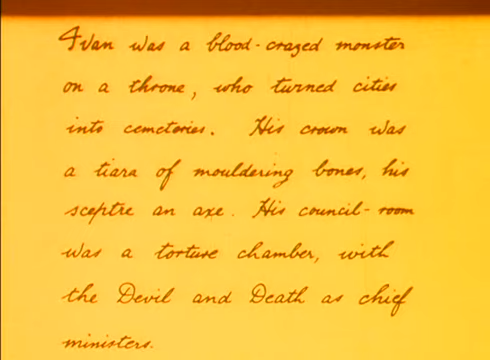 Ivan was a blood-crazed monster
on a throne, who turned cities
into cemeteries. His crown was
a tiara of mouldering bones, his
sceptre an axe. His council-room
was a torture chamber, with
the Devil and Death as chief
ministers.